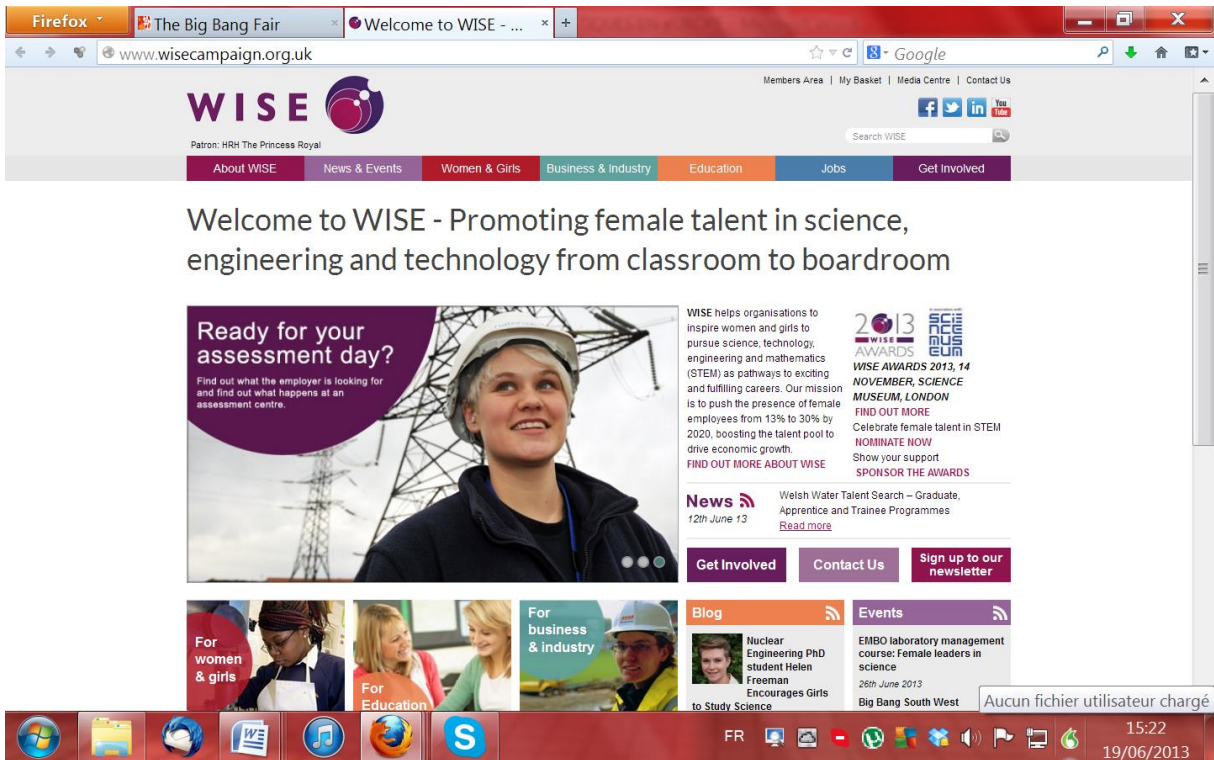 Firefox
The Big Bang Fair
Welcome to WISE - ...
www.wisecampaign.org.uk
Google
Members Area | My Basket | Media Centre | Contact Us
WISE
Patron: HRH The Princess Royal
You
Tube
Search WISE
About WISE
News & Events
Women & Girls
Business & Industry
Education
Jobs
Get Involved
Welcome to WISE - Promoting female talent in science,
engineering and technology from classroom to boardroom
Ready for your
assessment day?
Find out what the employer is looking for
and find out what happens at an
assessment centre.
WISE helps organisations to
inspire women and girls to
pursue science, technology,
engineering and mathematics
(STEM) as pathways to exciting
and fulfilling careers. Our mission
is to push the presence of female
employees from 13% to 30% by
2020, boosting the talent pool to
drive economic growth.
FIND OUT MORE ABOUT WISE
2013
WISE
AWARDS
SCIENCE
MUSEUM
WISE AWARDS 2013, 14
NOVEMBER, SCIENCE
MUSEUM, LONDON
FIND OUT MORE
Celebrate female talent in STEM
NOMINATE NOW
Show your support
SPONSOR THE AWARDS
News
12th June 13
Welsh Water Talent Search – Graduate,
Apprentice and Trainee Programmes
Read more
Get Involved
Contact Us
Sign up to our
newsletter
For
women
& girls
For
Education
For
business
& industry
Blog
Nuclear
Engineering PhD
student Helen
Freeman
Encourages Girls
to Study Science
Events
EMBO laboratory management
course: Female leaders in
science
26th June 2013
Big Bang South West
Aucun fichier utilisateur chargé
FR
15:22
19/06/2013